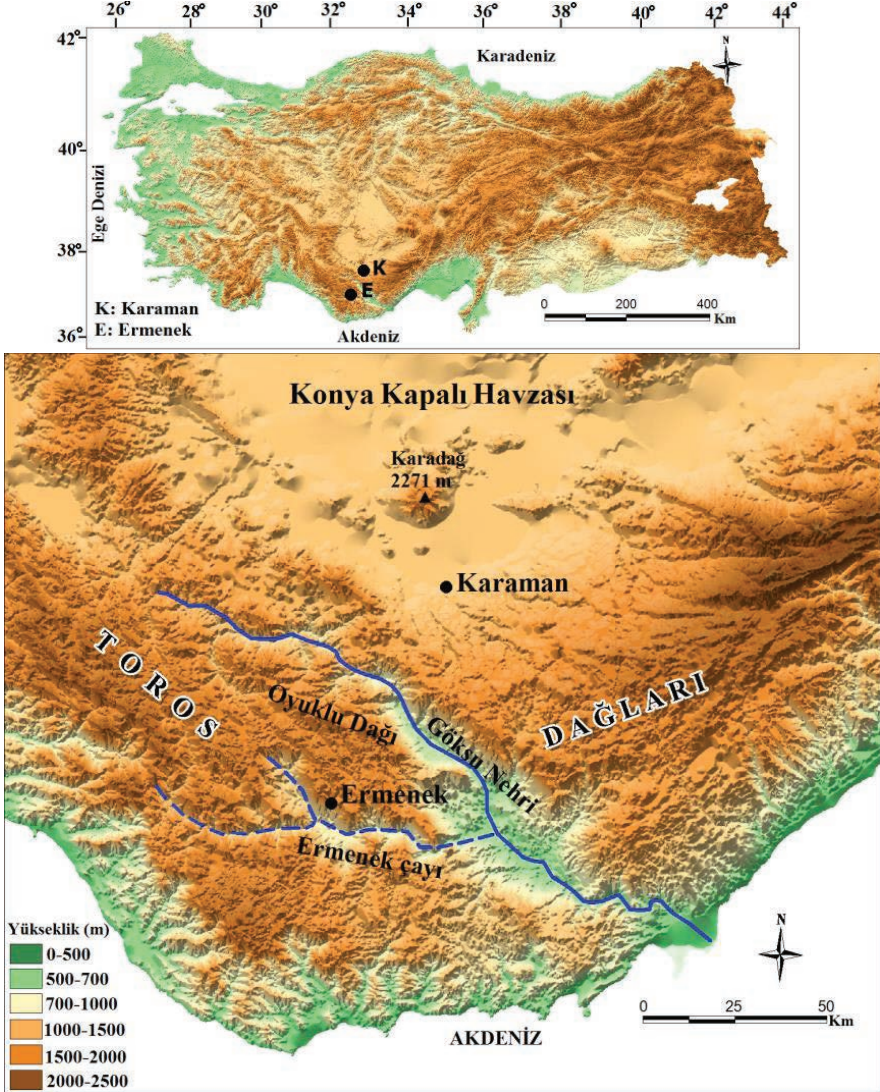 26° 28° 30° 32° 34° 35° 36° 38° 40° 42° 44°
42°
Karadeniz
N
40°
Ege Denizi
38°
K
E
K: Karaman
E: Ermenek
36°
Akdeniz
0 200 400
Km
Konya Kapalı Havzası
Karadağ
2271 m
Karaman
TOROS
DAĞLARI
Oyuklu Dağı
Göksu Nehri
Ermenek
Ermenek çayı
Yükseklik (m)
0-500
500-700
700-1000
1000-1500
1500-2000
2000-2500
N
0 25 50
Km
AKDENİZ